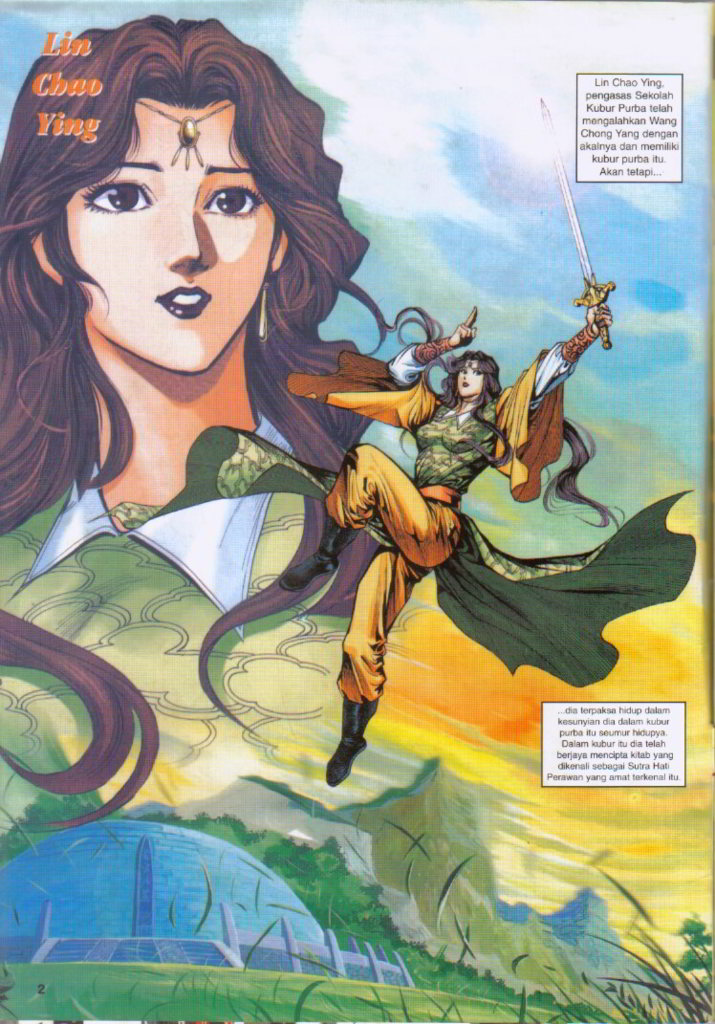 Lin
Chao
Ying
Lin Chao Ying,
pengasas Sekolah
Kubur Purba telah
mengalahkan Wang
Chong Yang dengan
akalnya dan memiliki
kubur purba itu.
Akan tetapi...
...dia terpaksa hidup dalam
kesunyian dia dalam kubur
purba itu seumur hidupya.
Dalam kubur itu dia telah
berjaya mencipta kitab yang
dikenali sebagai Sutra Hati
Perawan yang amat terkenal itu.
2